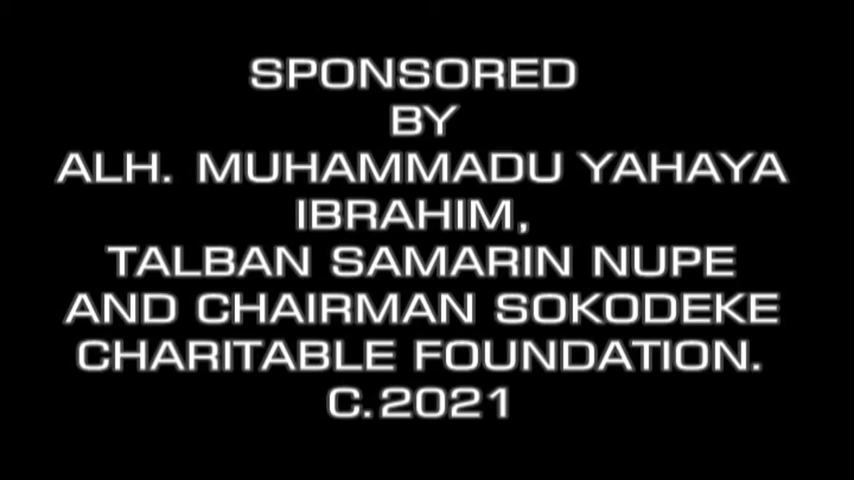 SPONSORED
BY
ALH. MUHAMMADU YAHAYA
IBRAHIM,
TALBAN SAMARIN NUPE
AND CHAIRMAN SOKODEKE
CHARITABLE FOUNDATION.
C.2021